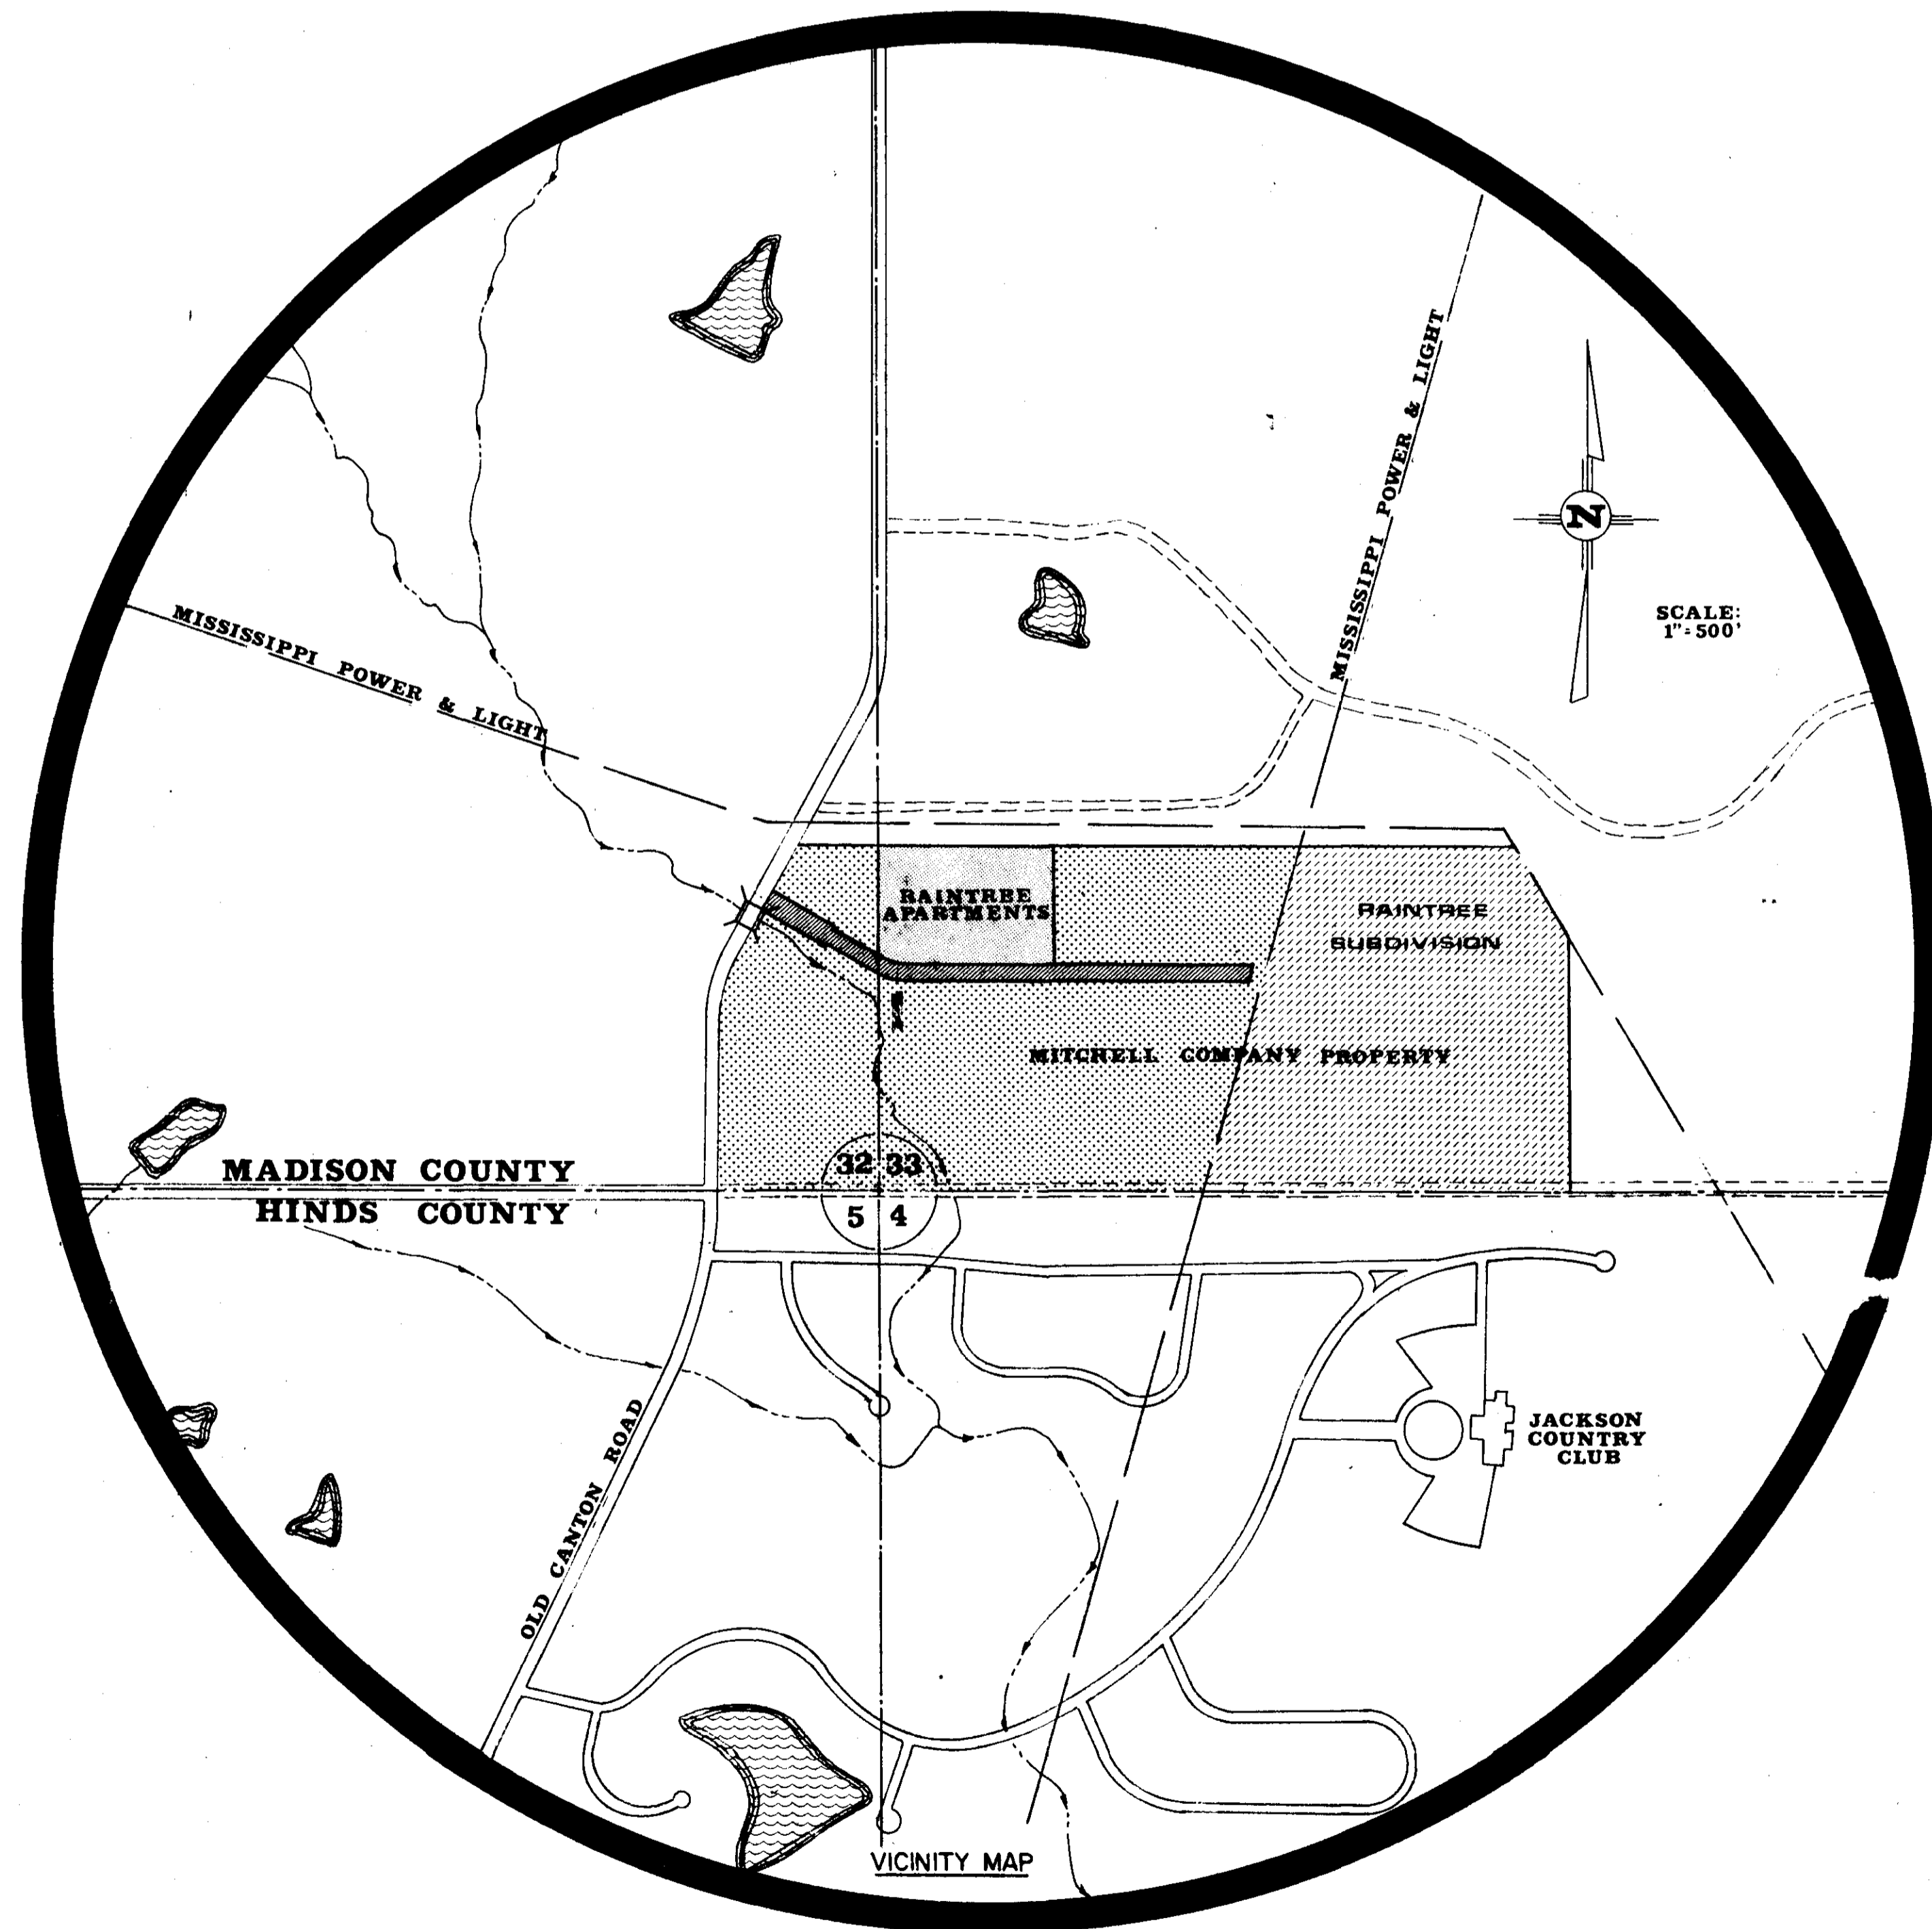 MISSISSIPPI POWER & LIGHT
N
SCALE:
1"=500'
MISSISSIPPI POWER & LIGHT
RAINTREE
APARTMENTS
RAINTREE
SUBDIVISION
MITCHELL COMPANY PROPERTY
MADISON COUNTY
32 33
HINDS COUNTY
5 4
JACKSON
COUNTRY
CLUB
OLD CANTON ROAD
VICINITY MAP